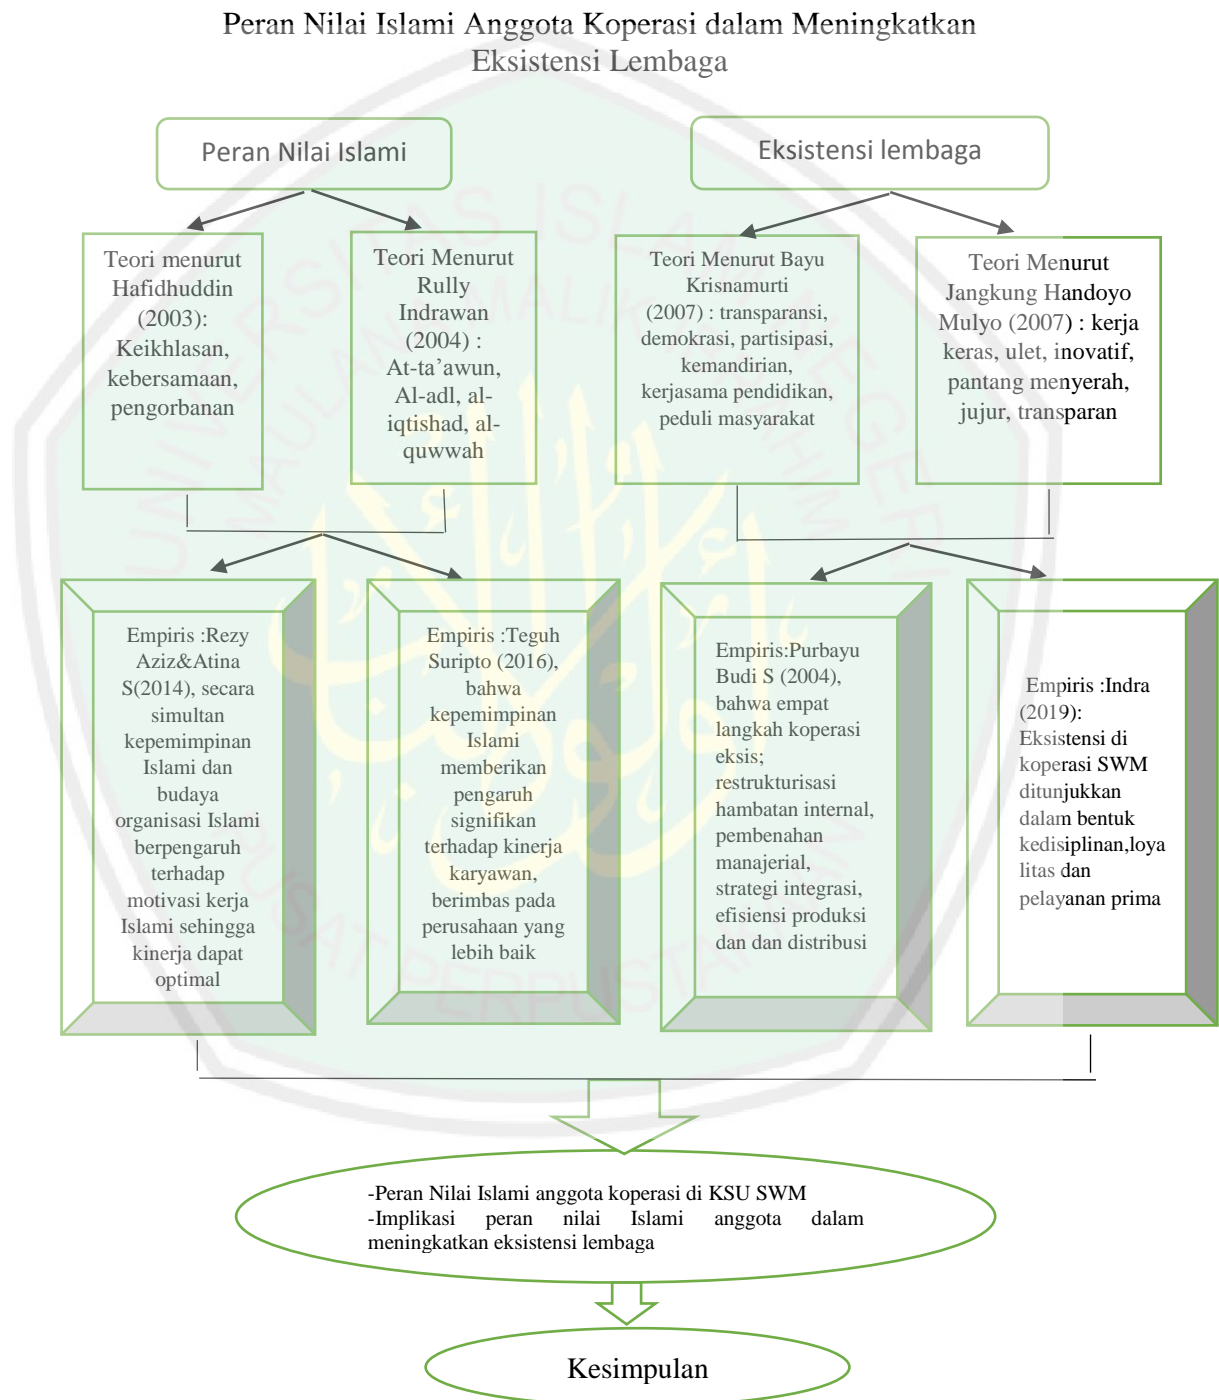 Peran Nilai Islami Anggota Koperasi dalam Meningkatkan
Eksistensi Lembaga
Peran Nilai Islami
Eksistensi lembaga
Teori menurut
Hafidhuddin
(2003):
Keikhlasan,
kebersamaan,
pengorbanan
Teori Menurut
Rully
Indrawan
(2004) :
At-ta’awun,
Al-adl, al-
iqtishad, al-
quwwah
Teori Menurut Bayu
Krisnamurti
(2007) : transparansi,
demokrasi, partisipasi,
kemandirian,
kerjasama pendidikan,
peduli masyarakat
Teori Menurut
Jangkung Handoyo
Mulyo (2007) : kerja
keras, ulet, inovatif,
pantang menyerah,
jujur, transparan
Empiris :Rezy
Aziz&Atina
S(2014), secara
simultan
kepemimpinan
Islami dan
budaya
organisasi Islami
berpengaruh
terhadap
motivasi kerja
Islami sehingga
kinerja dapat
optimal
Empiris :Teguh
Suripto (2016),
bahwa
kepemimpinan
Islami
memberikan
pengaruh
signifikan
terhadap kinerja
karyawan,
berimbas pada
perusahaan yang
lebih baik
Empiris:Purbayu
Budi S (2004),
bahwa empat
langkah koperasi
eksis;
restrukturisasi
hambatan internal,
pembenahan
manajerial,
strategi integrasi,
efisiensi produksi
dan dan distribusi
Empiris :Indra
(2019):
Eksistensi di
koperasi SWM
ditunjukkan
dalam bentuk
kedisiplinan,loya
litas dan
pelayanan prima
-Peran Nilai Islami anggota koperasi di KSU SWM
-Implikasi peran nilai Islami anggota dalam
meningkatkan eksistensi lembaga
Kesimpulan
UNIVERSITAS ISLAM NEGERI
MAULANA MALIK IBRAHIM
PUSAT PERPUSTAKAAN